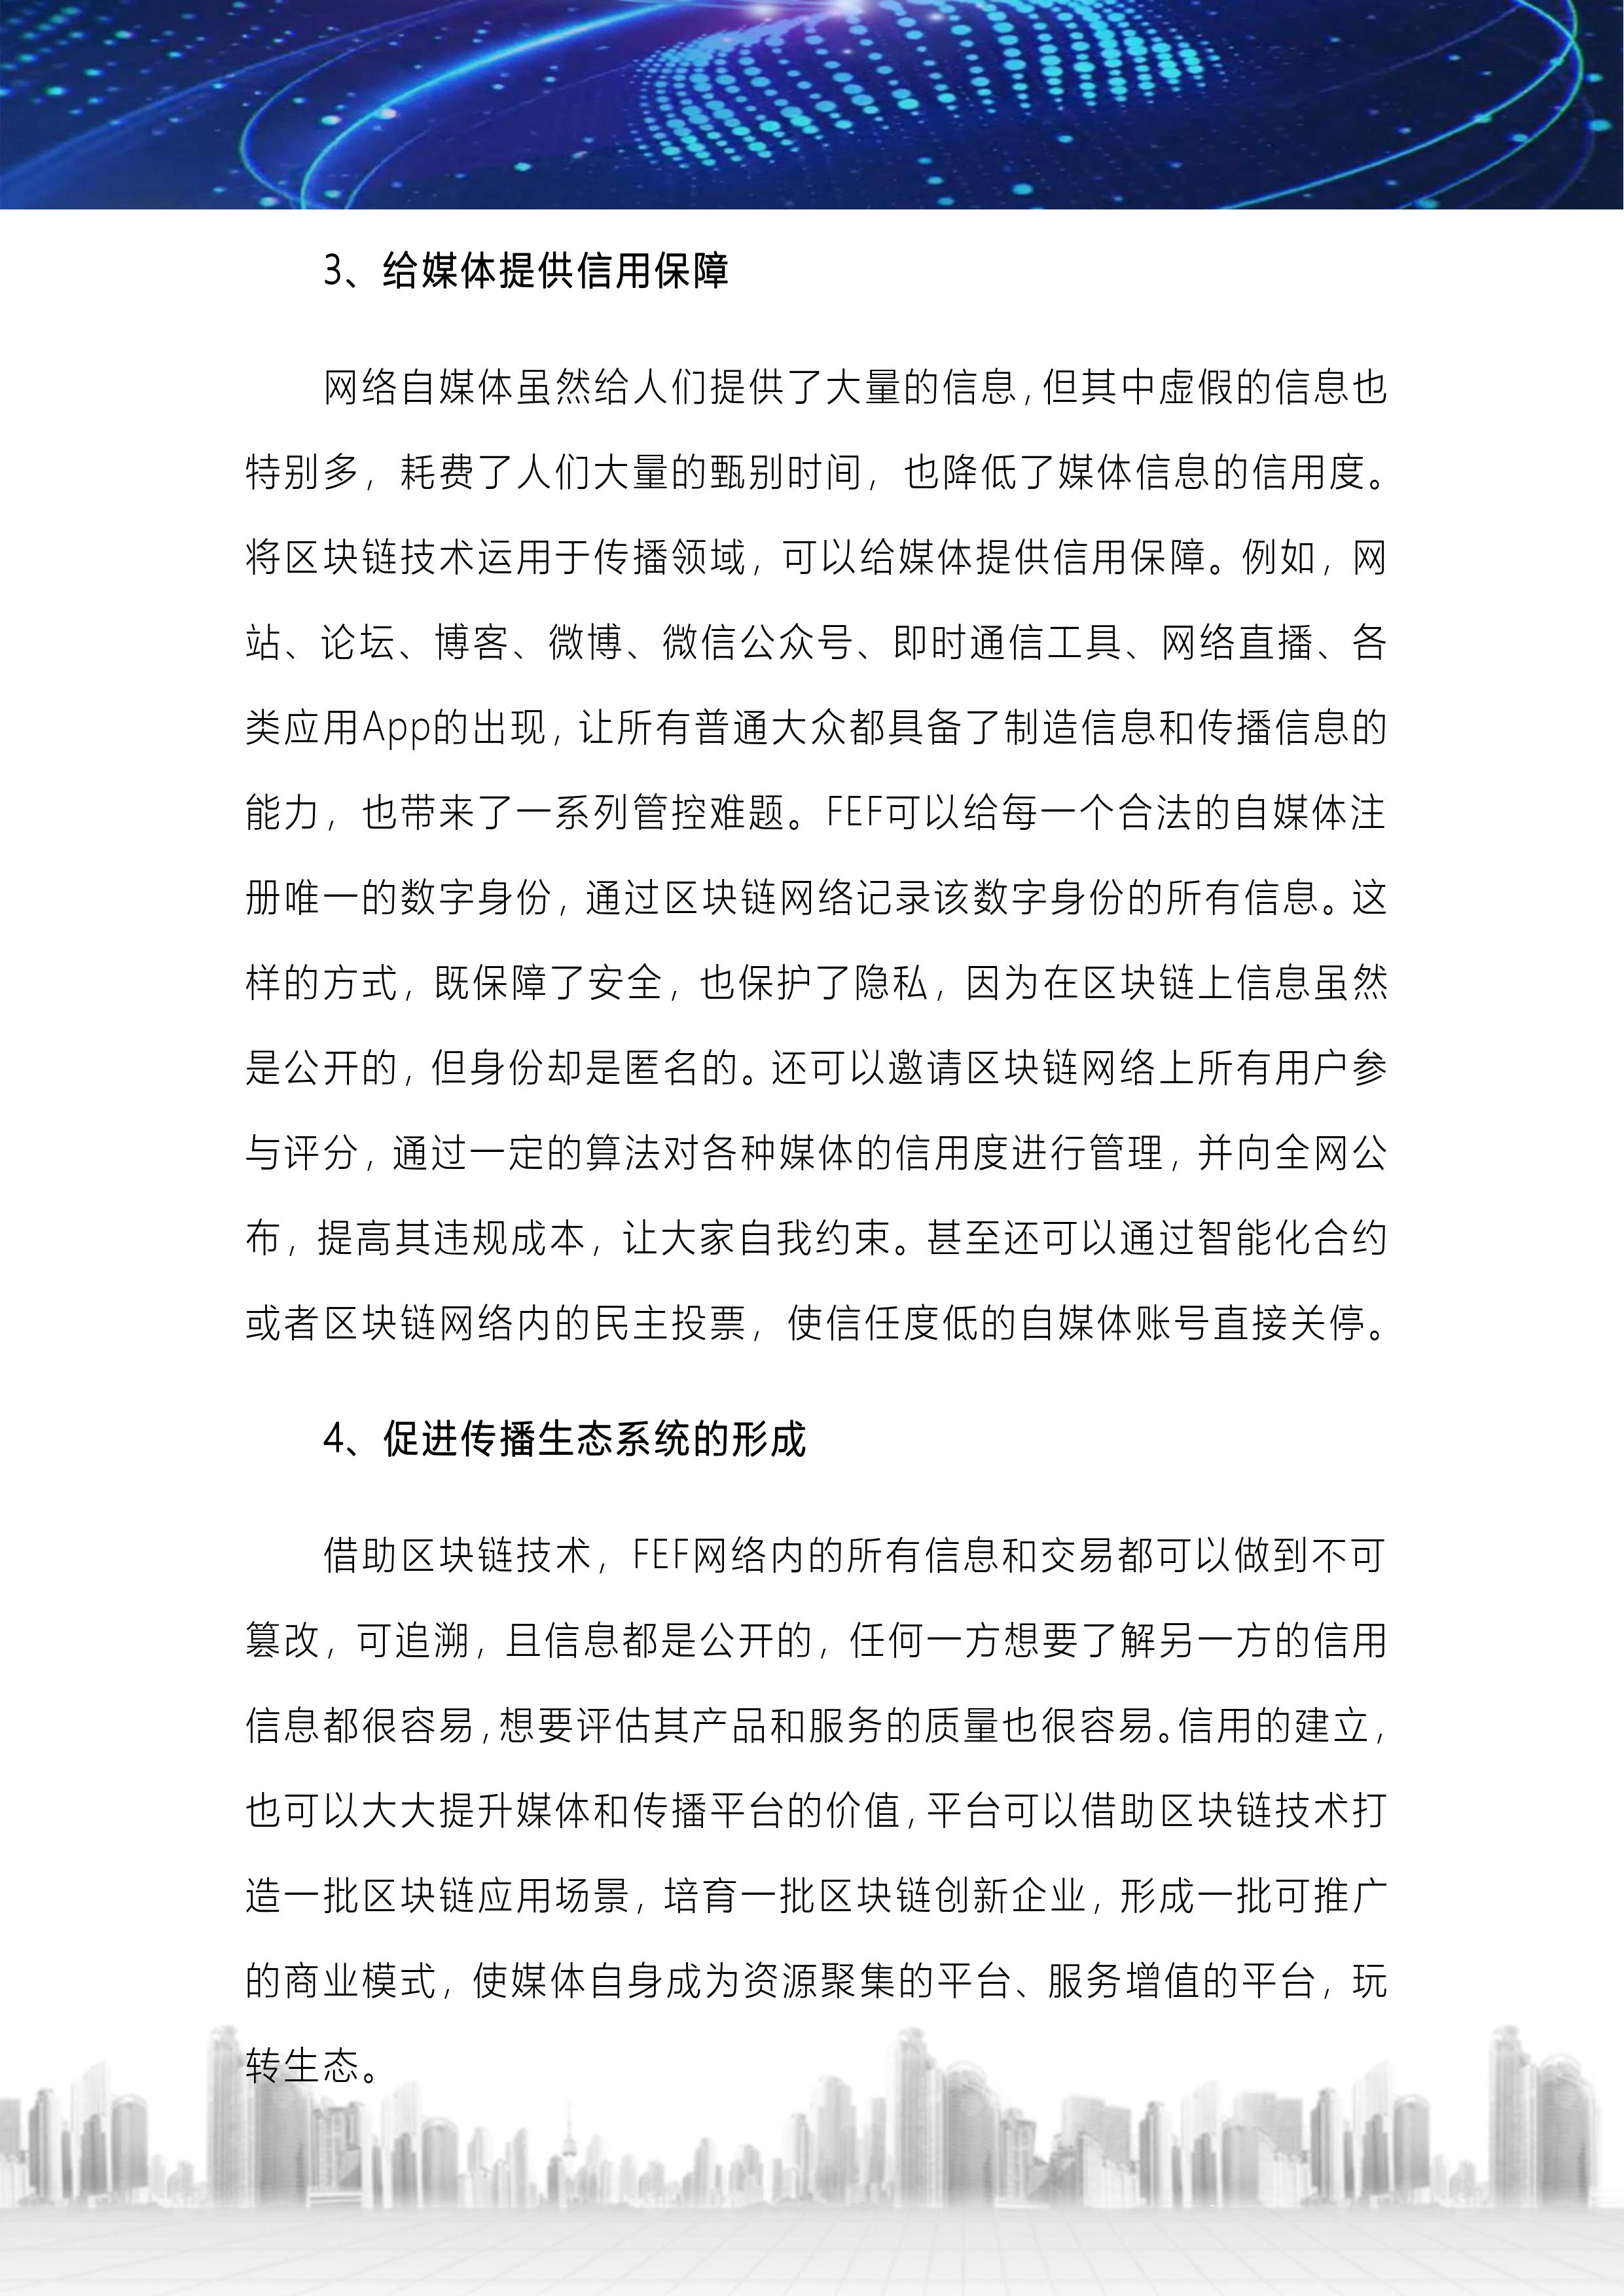 3、给媒体提供信用保障
网络自媒体虽然给人们提供了大量的信息,但其中虚假的信息也
特别多，耗费了人们大量的甄别时间，也降低了媒体信息的信用度。
将区块链技术运用于传播领域，可以给媒体提供信用保障。例如，网
站、论坛、博客、微博、微信公众号、即时通信工具、网络直播、各
类应用App的出现，让所有普通大众都具备了制造信息和传播信息的
能力，也带来了一系列管控难题。FEF可以给每一个合法的自媒体注
册唯一的数字身份，通过区块链网络记录该数字身份的所有信息。这
样的方式，既保障了安全，也保护了隐私，因为在区块链上信息虽然
是公开的，但身份却是匿名的。还可以邀请区块链网络上所有用户参
与评分，通过一定的算法对各种媒体的信用度进行管理，并向全网公
布，提高其违规成本，让大家自我约束。甚至还可以通过智能化合约
或者区块链网络内的民主投票，使信任度低的自媒体账号直接关停。
4、促进传播生态系统的形成
借助区块链技术，FEF网络内的所有信息和交易都可以做到不可
篡改，可追溯，且信息都是公开的，任何一方想要了解另一方的信用
信息都很容易,想要评估其产品和服务的质量也很容易。信用的建立，
也可以大大提升媒体和传播平台的价值,平台可以借助区块链技术打
造一批区块链应用场景，培育一批区块链创新企业，形成一批可推广
的商业模式，使媒体自身成为资源聚集的平台、服务增值的平台，玩
转生态。